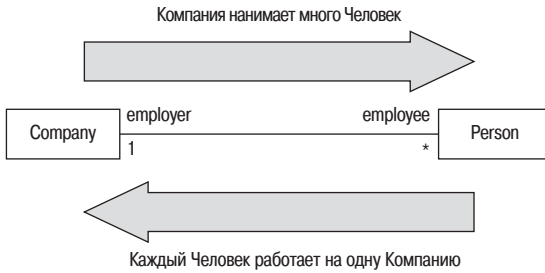 Компания нанимает много Человек
employer employee
Company Person
1 *
Каждый Человек работает на одну Компанию